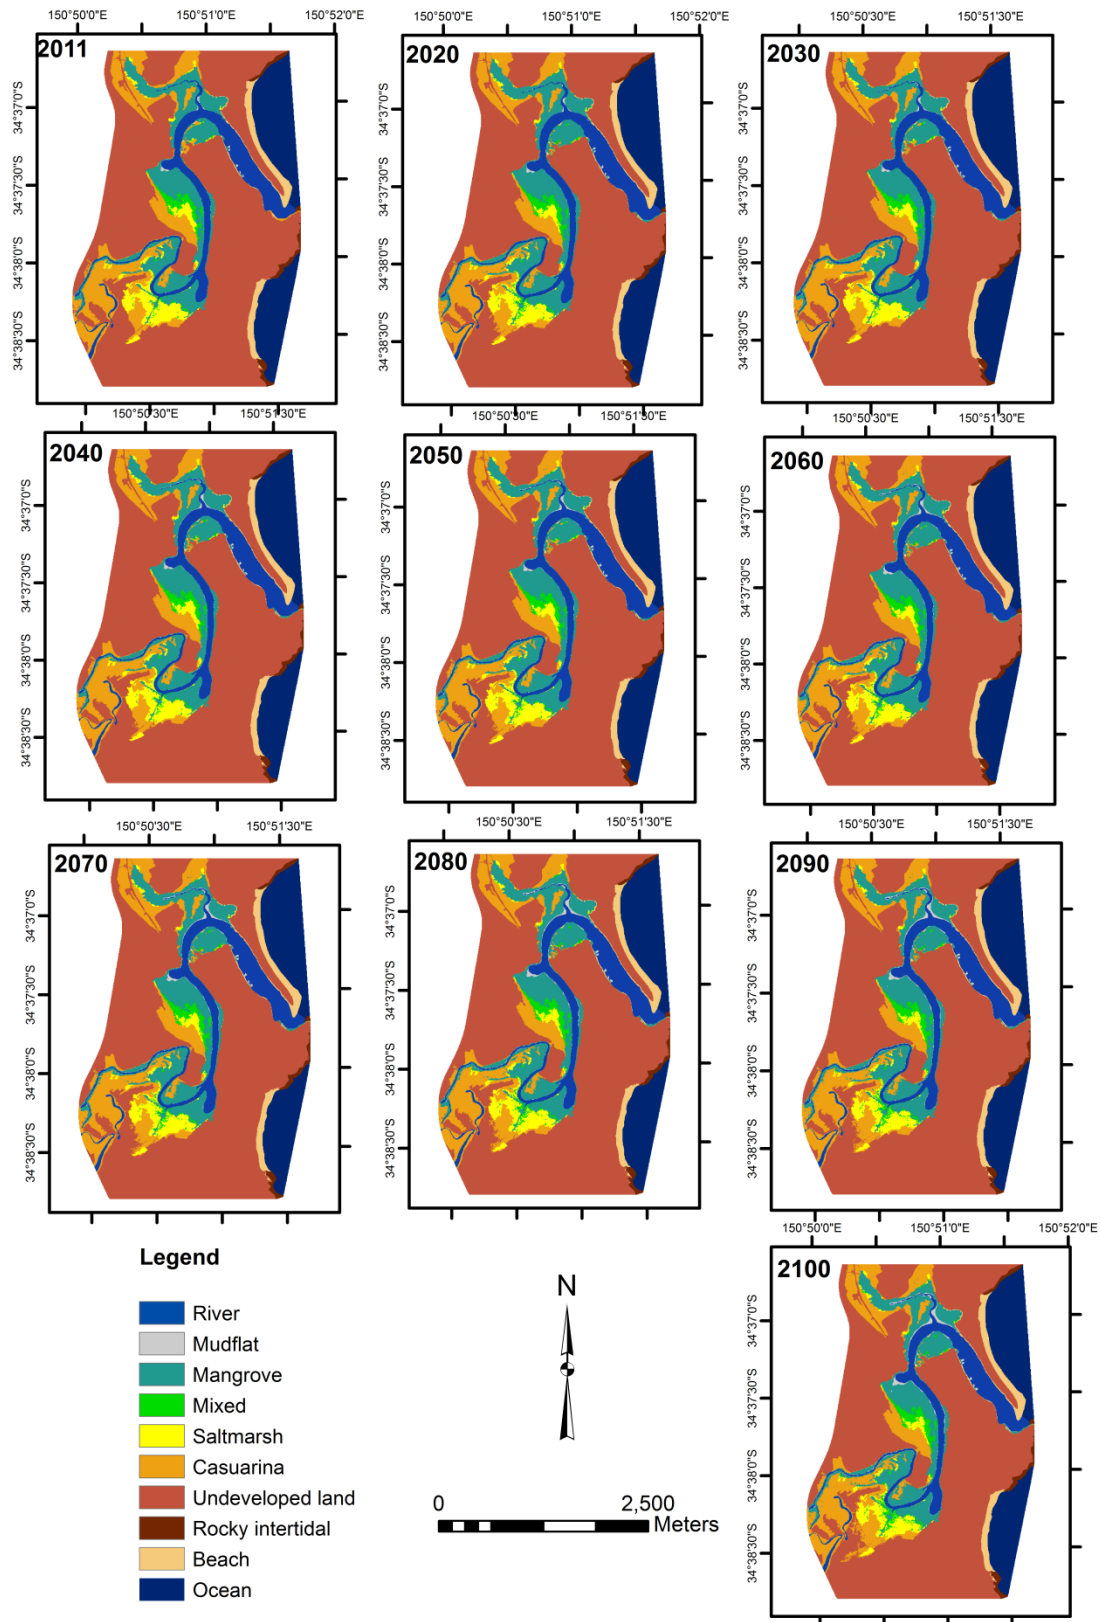 150°50'0"E 150°51'0"E 150°52'0"E
150°50'0"E 150°51'0"E 150°52'0"E
150°50'30"E 150°51'30"E
2011
34°37'0"S
34°37'30"S
34°38'0"S
34°38'30"S
2020
34°37'0"S
34°37'30"S
34°38'0"S
34°38'30"S
2030
34°37'0"S
34°37'30"S
34°38'0"S
34°38'30"S
150°50'30"E 150°51'30"E
150°50'30"E 150°51'30"E
150°50'30"E 150°51'30"E
2040
34°37'0"S
34°37'30"S
34°38'0"S
34°38'30"S
2050
34°37'0"S
34°37'30"S
34°38'0"S
34°38'30"S
2060
34°37'0"S
34°37'30"S
34°38'0"S
34°38'30"S
150°50'30"E 150°51'30"E
150°50'30"E 150°51'30"E
150°50'30"E 150°51'30"E
2070
34°37'0"S
34°37'30"S
34°38'0"S
34°38'30"S
2080
34°37'0"S
34°37'30"S
34°38'0"S
34°38'30"S
2090
34°37'0"S
34°37'30"S
34°38'0"S
34°38'30"S
150°50'0"E 150°51'0"E 150°52'0"E
2100
34°37'0"S
34°37'30"S
34°38'0"S
34°38'30"S
Legend
River
Mudflat
Mangrove
Mixed
Saltmarsh
Casuarina
Undeveloped land
Rocky intertidal
Beach
Ocean
N
0 2,500
Meters